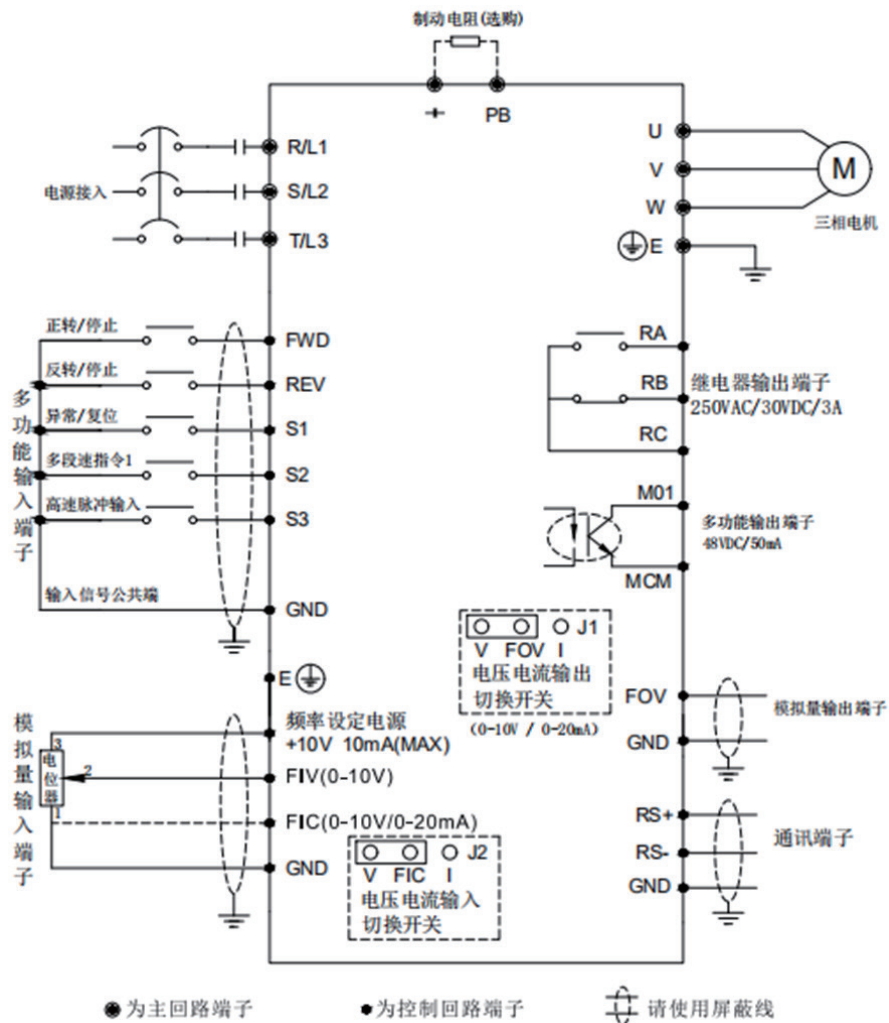 制动电阻(选购)
+
PB
R/L1
S/L2
T/L3
电源接入
U
V
W
E
M
三相电机
正转/停止
反转/停止
异常/复位
多段速指令1
高速脉冲输入
输入信号公共端
多功能输入端子
FWD
REV
S1
S2
S3
GND
E
RA
RB
RC
继电器输出端子
250VAC/30VDC/3A
M01
MCM
多功能输出端子
48VDC/50mA
J1
V FOV I
电压电流输出
切换开关
(0-10V / 0-20mA)
FOV
GND
模拟量输出端子
模拟量输入端子
3
电位器
2
1
频率设定电源
+10V 10mA(MAX)
FIV(0-10V)
FIC(0-10V/0-20mA)
GND
J2
V FIC I
电压电流输入
切换开关
RS+
RS-
GND
通讯端子
为主回路端子
为控制回路端子
请使用屏蔽线